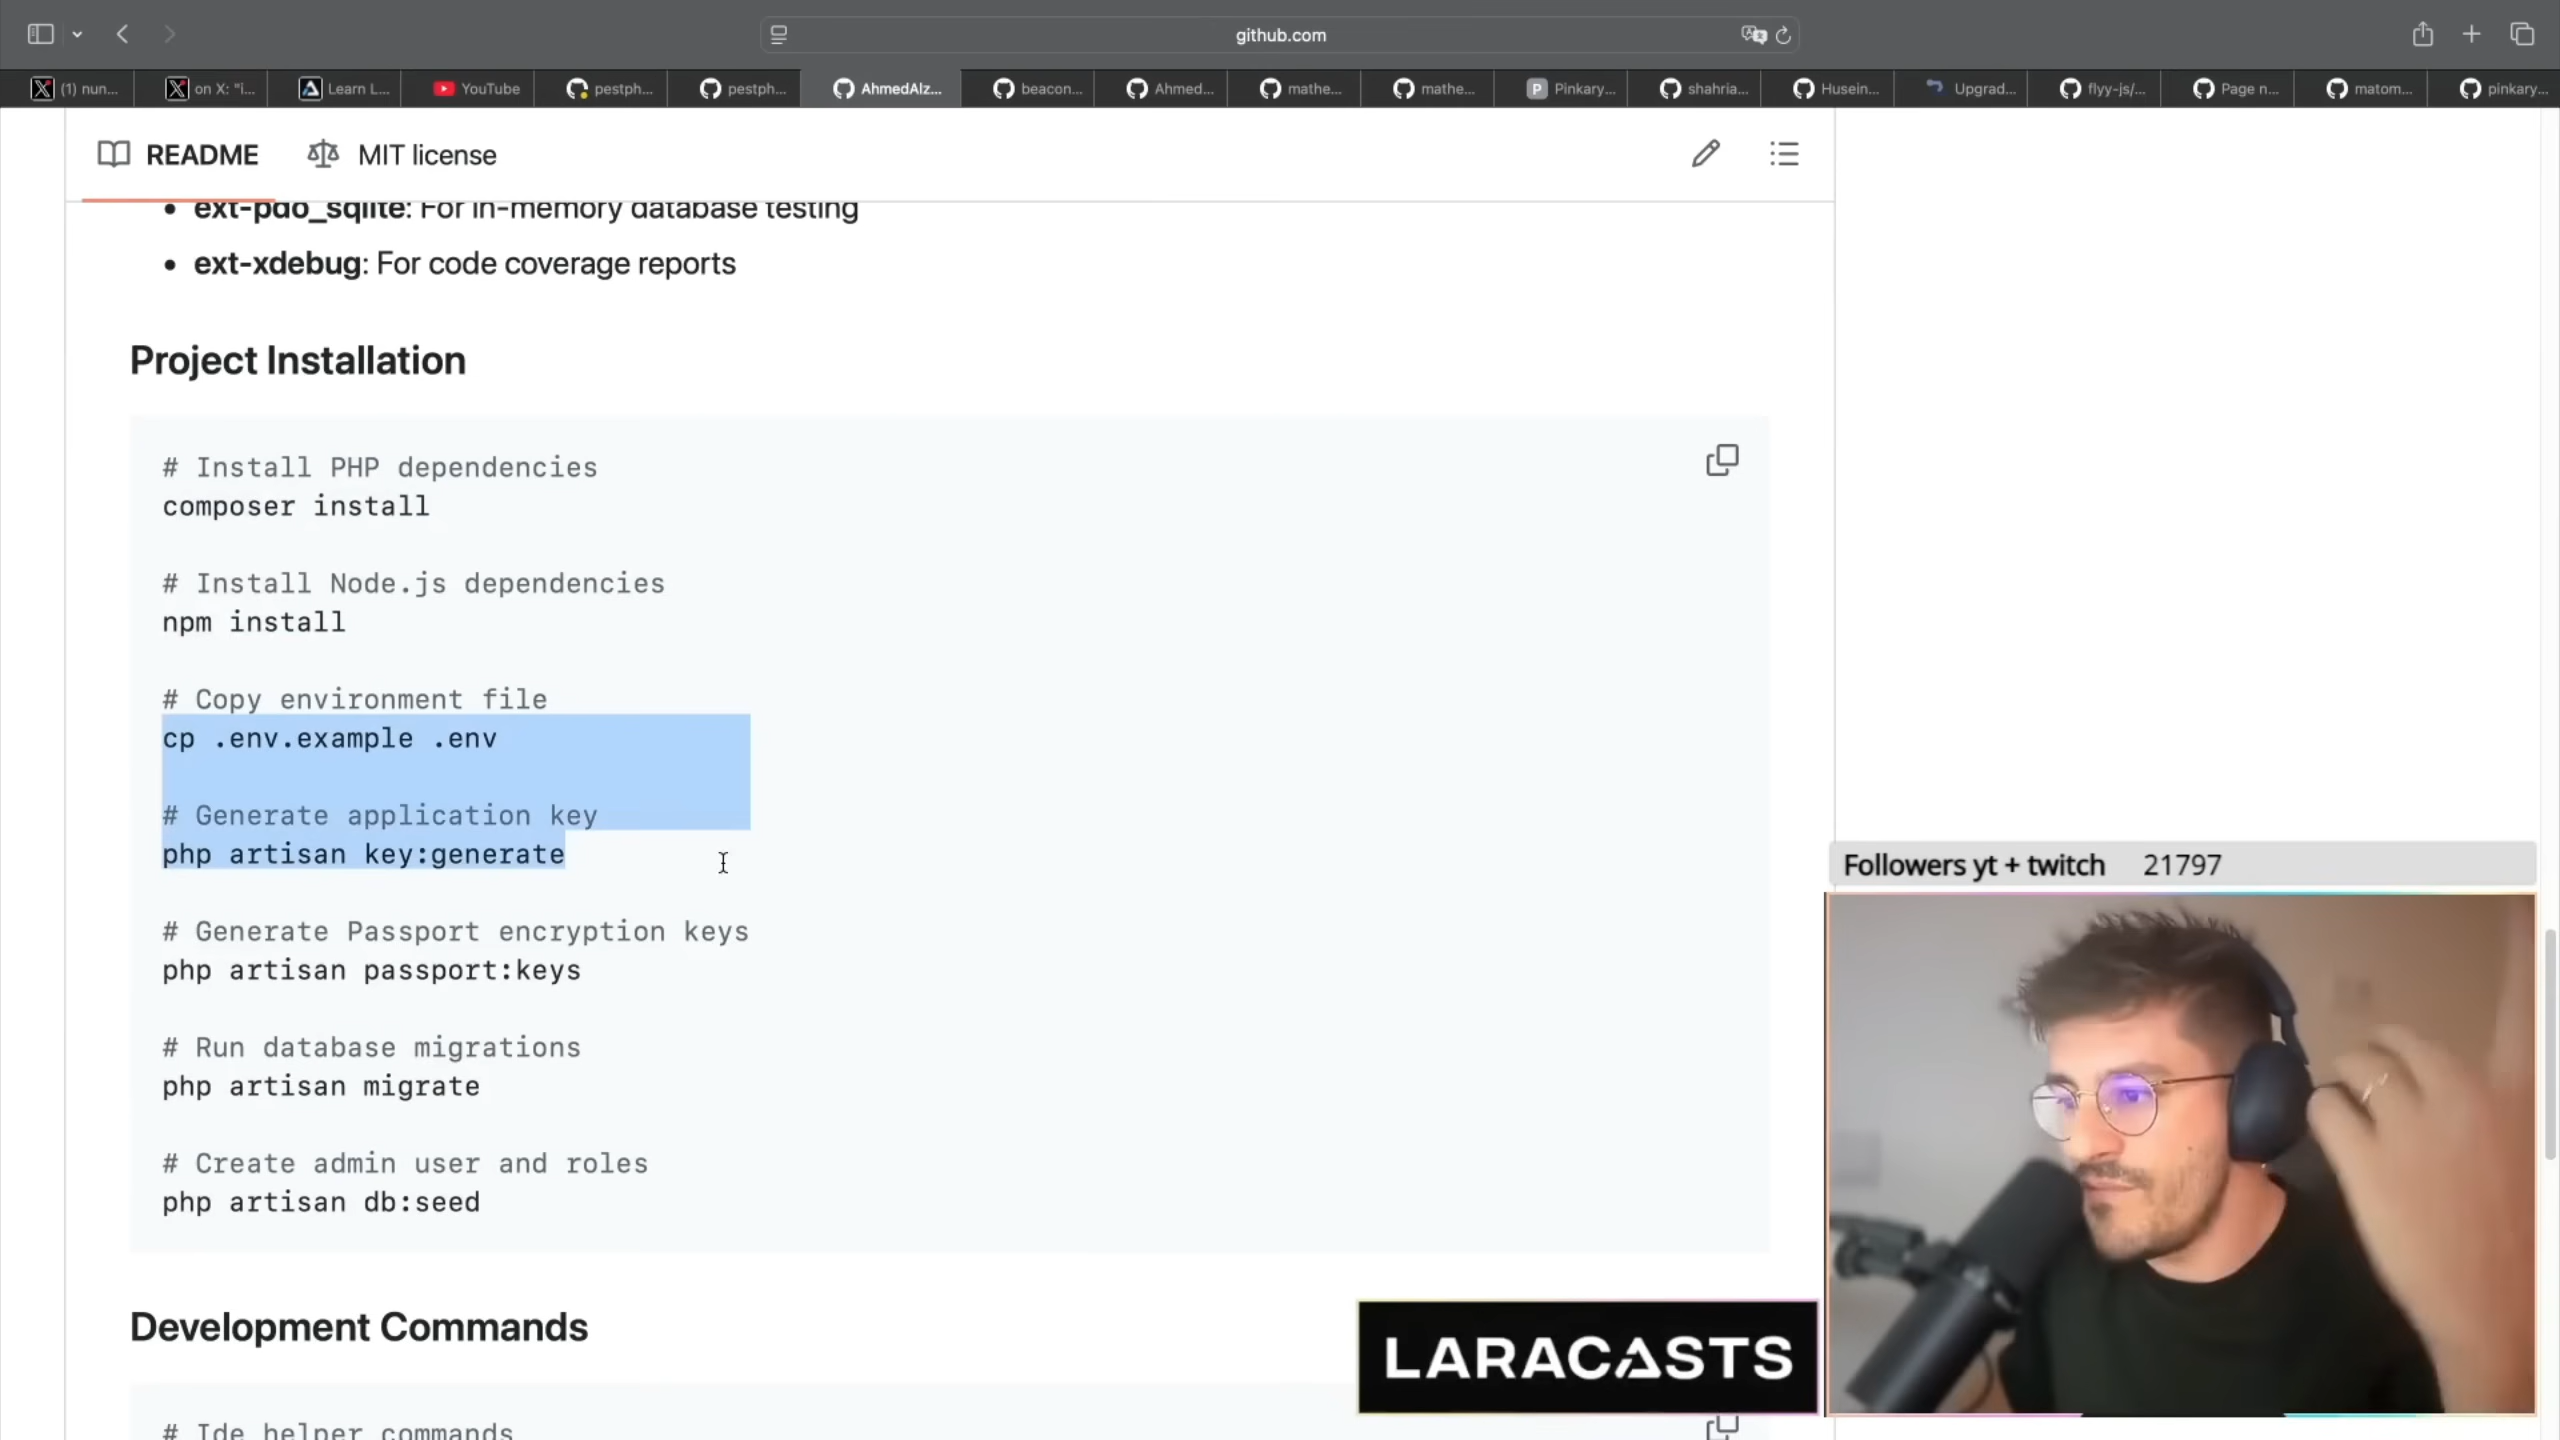 github.com
(1) nun...
on X: "i...
Learn L...
YouTube
pestph...
pestph...
AhmedAlz...
beacon...
Ahmed...
mathe...
mathe...
Pinkary...
shahria...
Husein...
Upgrad...
flyy-js/...
Page n...
matom...
pinkary...
README
MIT license
• ext-pdo_sqlite: For in-memory database testing
• ext-xdebug: For code coverage reports
Project Installation
# Install PHP dependencies
composer install
# Install Node.js dependencies
npm install
# Copy environment file
cp .env.example .env
# Generate application key
php artisan key:generate
# Generate Passport encryption keys
php artisan passport:keys
# Run database migrations
php artisan migrate
# Create admin user and roles
php artisan db:seed
Development Commands
# Ide helper commands
Followers yt + twitch 21797
LARACASTS